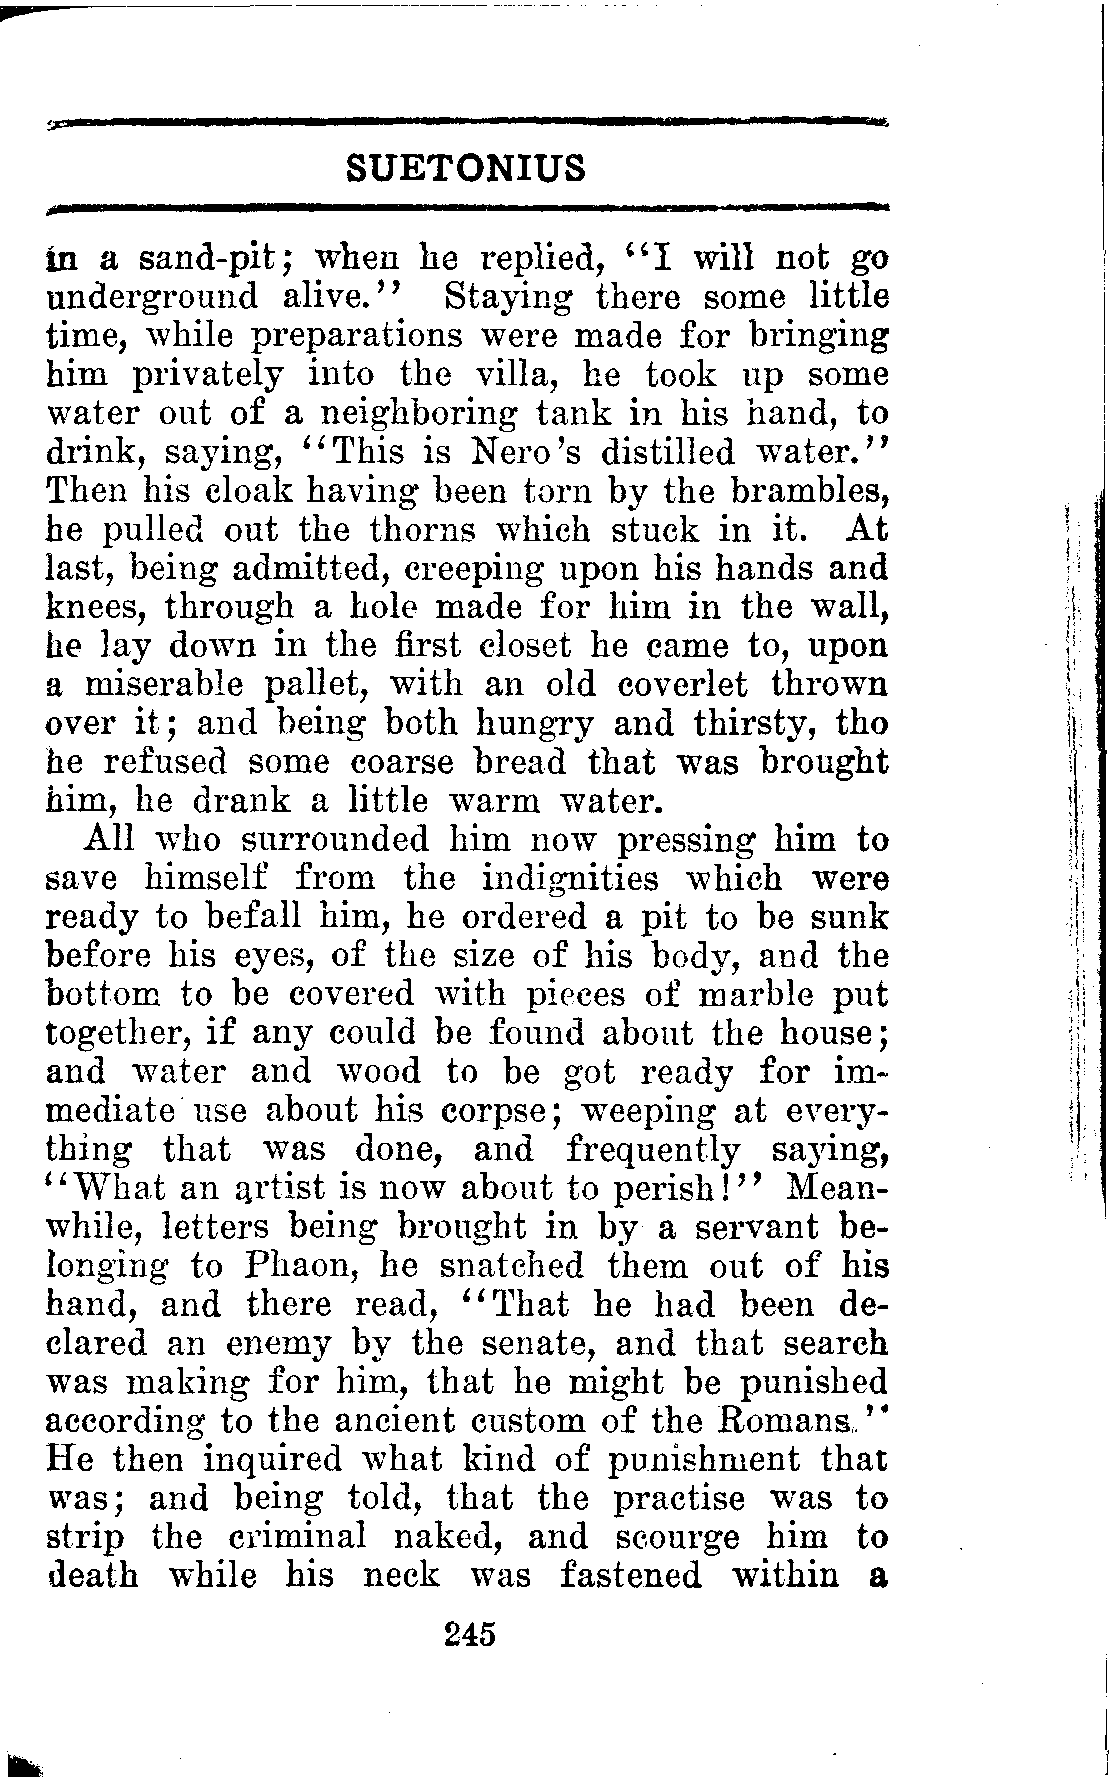 SUETONIUS
in a sand-pit; when he replied, "I will not go
underground alive." Staying there some little
time, while preparations were made for bringing
him privately into the villa, he took up some
water out of a neighboring tank in his hand, to
drink, saying, "This is Nero's distilled water."
Then his cloak having been torn by the brambles,
he pulled out the thorns which stuck in it. At
last, being admitted, creeping upon his hands and
knees, through a hole made for him in the wall,
he lay down in the first closet he came to, upon
a miserable pallet, with an old coverlet thrown
over it; and being both hungry and thirsty, tho
he refused some coarse bread that was brought
him, he drank a little warm water.
All who surrounded him now pressing him to
save himself from the indignities which were
ready to befall him, he ordered a pit to be sunk
before his eyes, of the size of his body, and the
bottom to be covered with pieces of marble put
together, if any could be found about the house;
and water and wood to be got ready for im-
mediate use about his corpse; weeping at every-
thing that was done, and frequently saying,
"What an artist is now about to perish!" Mean-
while, letters being brought in by a servant be-
longing to Phaon, he snatched them out of his
hand, and there read, "That he had been de-
clared an enemy by the senate, and that search
was making for him, that he might be punished
according to the ancient custom of the Romans."
He then inquired what kind of punishment that
was; and being told, that the practise was to
strip the criminal naked, and scourge him to
death while his neck was fastened within a
245